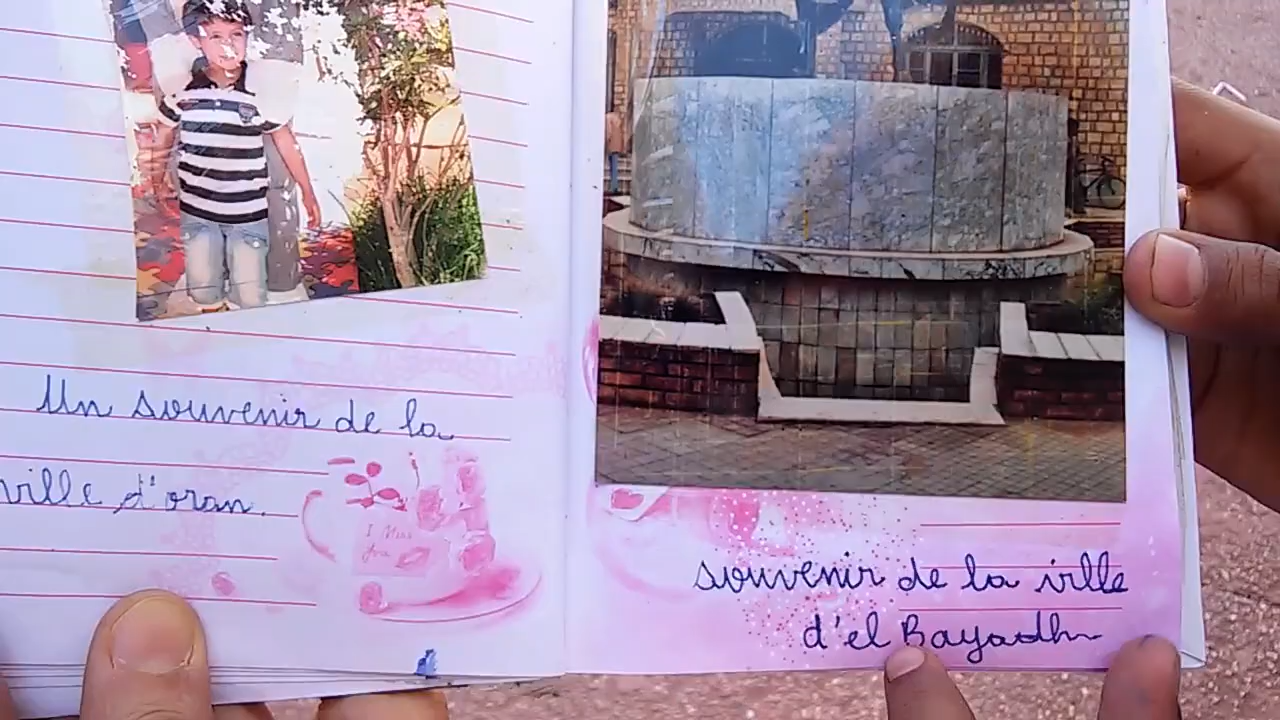 Un souvenir de la
ville d'oran.
I Miss
you
souvenir de la ville
d'el Bayadh